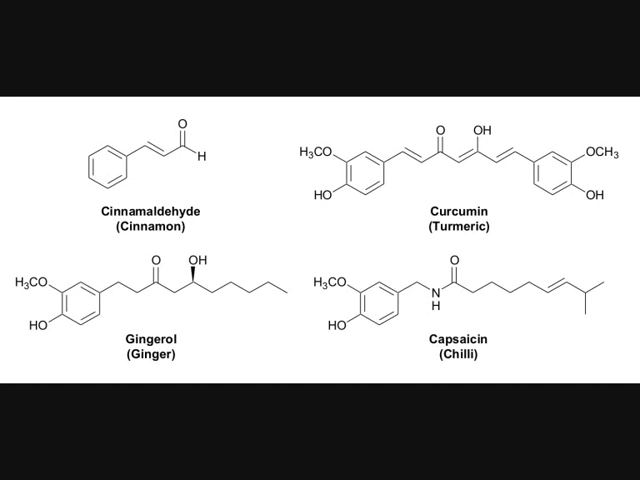 O
H
Cinnamaldehyde
(Cinnamon)
O OH
H₃CO OCH₃
HO OH
Curcumin
(Turmeric)
O OH
H₃CO
HO
Gingerol
(Ginger)
O
H₃CO
N
H
HO
Capsaicin
(Chilli)